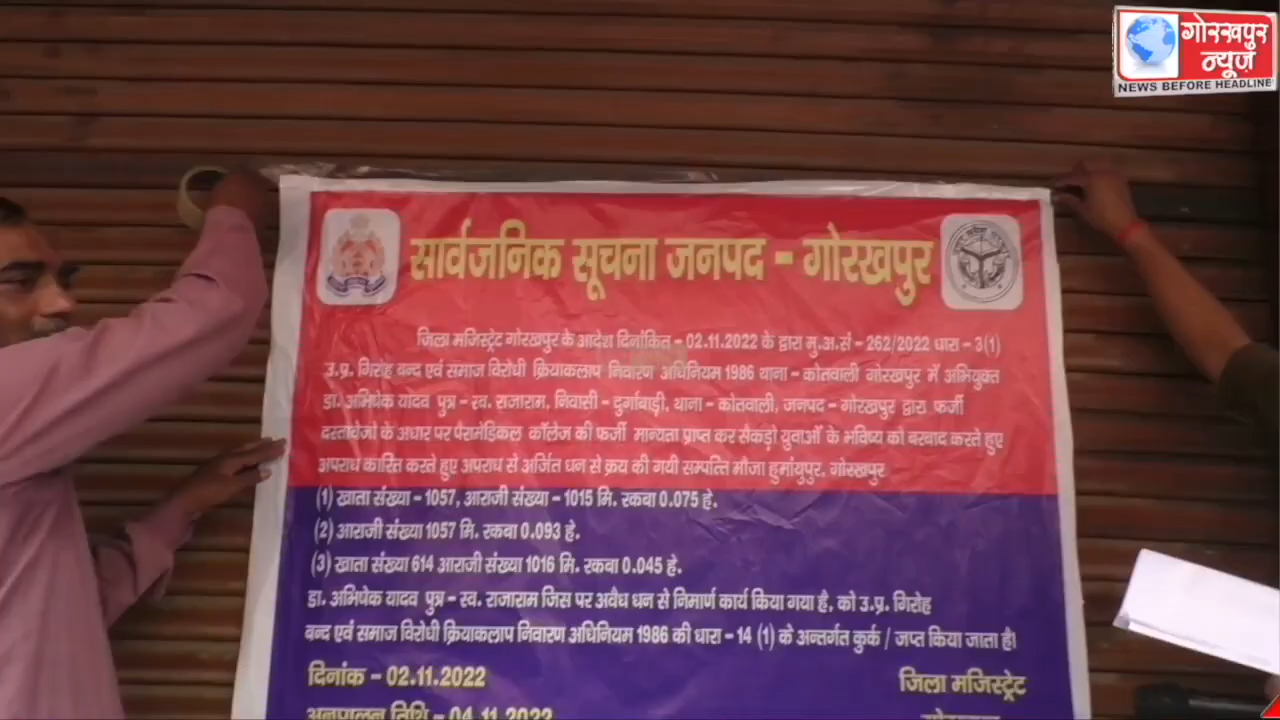 गोरखपुर
न्यूज़
NEWS BEFORE HEADLINE
सार्वजनिक सूचना जनपद - गोरखपुर
जिला मजिस्ट्रेट गोरखपुर के आदेश दिनांकित - 02.11.2022 के द्वारा मु.अ.सं - 262/2022 धारा - 3(1)
उ.प्र. गिरोह बन्द एवं समाज विरोधी क्रियाकलाप निवारण अधिनियम 1986 थाना - कोतवाली गोरखपुर में अभियुक्त
डा. अभिषेक यादव पुत्र - स्व. राजाराम, निवासी - दुर्गाबाड़ी, थाना - कोतवाली, जनपद - गोरखपुर द्वारा फर्जी
दस्तावेजो के अधार पर पैरामेडिकल कॉलेज की फर्जी मान्यता प्राप्त कर सैकड़ो युवाओं के भविष्य को बरबाद करते हुए
अपराध कारित करते हुए अपराध से अर्जित धन से क्रय की गयी सम्पत्ति मौजा हुमांयुपुर, गोरखपुर
(1) खाता संख्या - 1057, आराजी संख्या - 1015 मि. रकबा 0.075 हे.
(2) आराजी संख्या 1057 मि. रकबा 0.093 हे.
(3) खाता संख्या 614 आराजी संख्या 1016 मि. रकबा 0.045 हे.
डा. अभिषेक यादव पुत्र - स्व. राजाराम जिस पर अवैध धन से निमार्ण कार्य किया गया है, को उ.प्र. गिरोह
बन्द एवं समाज विरोधी क्रियाकलाप निवारण अधिनियम 1986 की धारा - 14 (1) के अन्तर्गत कुर्क / जप्त किया जाता है।
दिनांक - 02.11.2022
जिला मजिस्ट्रेट
अनुपालन तिथि - 04.11.2022